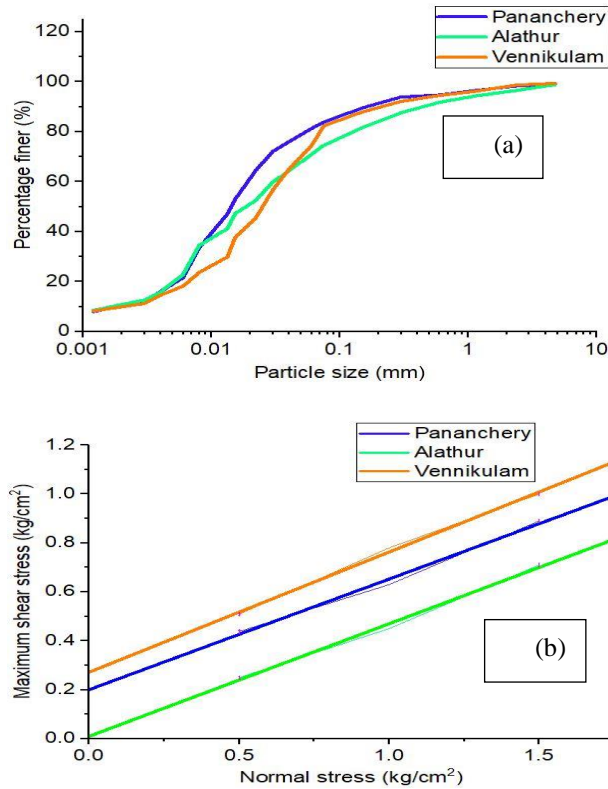 Pananchery
Alathur
Vennikulam
120
100
80
60
40
20
0
Percentage finer (%)
(a)
0.001
0.01
0.1
1
10
Particle size (mm)
Pananchery
Alathur
Vennikulam
1.2
1.0
0.8
0.6
0.4
0.2
0.0
Maximum shear stress (kg/cm²)
(b)
0.0
0.5
1.0
1.5
Normal stress (kg/cm²)